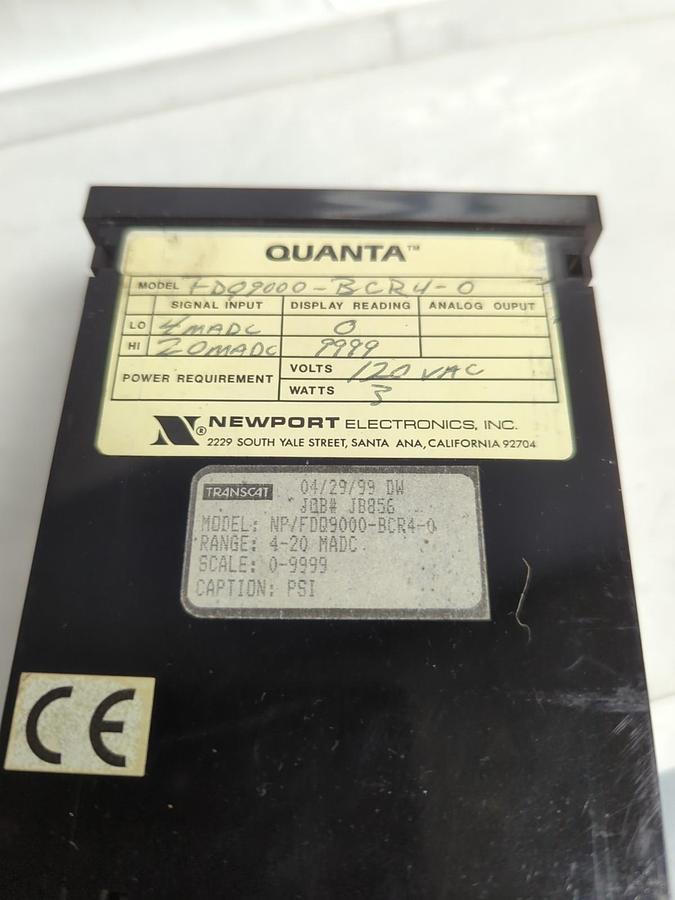 QUANTA™
MODEL FDQ9000-BCR4-0
SIGNAL INPUT DISPLAY READING ANALOG OUPUT
LO 4MADC 0
HI 20MADC 9999
POWER REQUIREMENT VOLTS 120 VAC
WATTS 3
N® NEWPORT ELECTRONICS, INC.
2229 SOUTH YALE STREET, SANTA ANA, CALIFORNIA 92704
TRANSCAT 04/29/99 DW
JOB# JB856
MODEL: NP/FDQ9000-BCR4-0
RANGE: 4-20 MADC
SCALE: 0-9999
CAPTION: PSI
CE